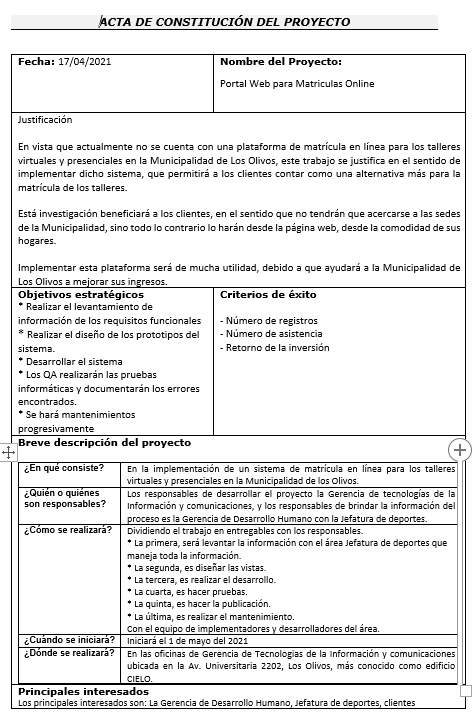 ACTA DE CONSTITUCIÓN DEL PROYECTO
Fecha: 17/04/2021
Nombre del Proyecto:
Portal Web para Matriculas Online
Justificación
En vista que actualmente no se cuenta con una plataforma de matrícula en línea para los talleres
virtuales y presenciales en la Municipalidad de Los Olivos, este trabajo se justifica en el sentido de
implementar dicho sistema, que permitirá a los clientes contar como una alternativa más para la
matrícula de los talleres.
Está investigación beneficiará a los clientes, en el sentido que no tendrán que acercarse a las sedes
de la Municipalidad, sino todo lo contrario lo harán desde la página web, desde la comodidad de sus
hogares.
Implementar esta plataforma será de mucha utilidad, debido a que ayudará a la Municipalidad de
Los Olivos a mejorar sus ingresos.
Objetivos estratégicos
* Realizar el levantamiento de
información de los requisitos funcionales
* Realizar el diseño de los prototipos del
sistema.
* Desarrollar el sistema
* Los QA realizarán las pruebas
informáticas y documentarán los errores
encontrados.
* Se hará mantenimientos
progresivamente
Criterios de éxito
- Número de registros
- Número de asistencia
- Retorno de la inversión
Breve descripción del proyecto
¿En qué consiste?
En la implementación de un sistema de matrícula en línea para los talleres
virtuales y presenciales en la Municipalidad de los Olivos.
¿Quién o quiénes
son responsables?
Los responsables de desarrollar el proyecto la Gerencia de tecnologías de la
Información y comunicaciones, y los responsables de brindar la información del
proceso es la Gerencia de Desarrollo Humano con la Jefatura de deportes.
¿Cómo se realizará?
Dividiendo el trabajo en entregables con los responsables.
* La primera, será levantar la información con el área Jefatura de deportes que
maneja toda la información.
* La segunda, es diseñar las vistas.
* La tercera, es realizar el desarrollo.
* La cuarta, es hacer pruebas.
* La quinta, es hacer la publicación.
* La última, es realizar el mantenimiento.
Con el equipo de implementadores y desarrolladores del área.
¿Cuándo se iniciará?
Iniciará el 1 de mayo del 2021
¿Dónde se realizará?
En las oficinas de Gerencia de Tecnologias de la Información y comunicaciones
ubicada en la Av. Universitaria 2202, Los Olivos, más conocido como edificio
CIELO.
Principales interesados
Los principales interesados son: La Gerencia de Desarrollo Humano, Jefatura de deportes, clientes